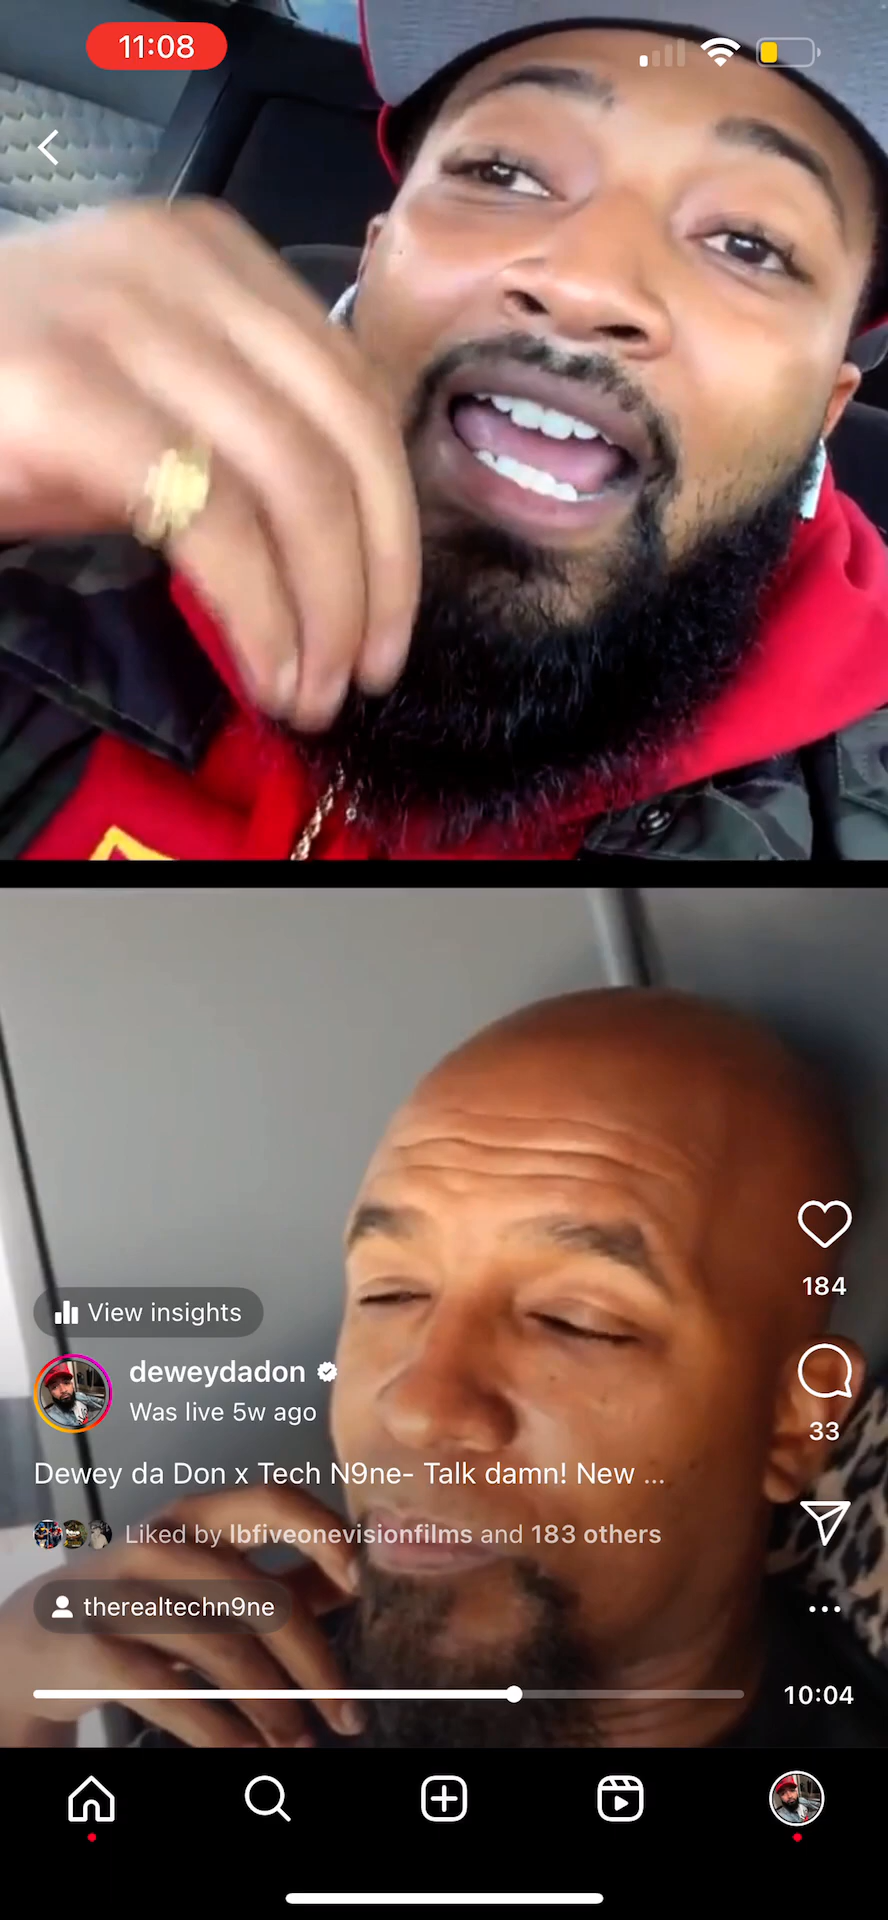 11:08
View insights
deweydadon
Was live 5w ago
Dewey da Don x Tech N9ne- Talk damn! New ...
Liked by lbfiveonevisionfilms and 183 others
therealtechn9ne
184
33
10:04